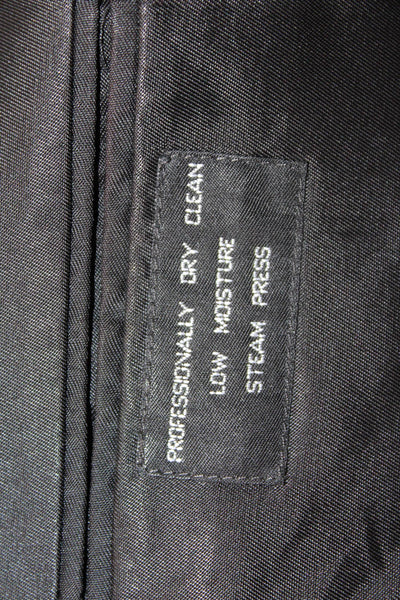 PROFESSIONALLY DRY CLEAN
LOW MOISTURE
STEAM PRESS